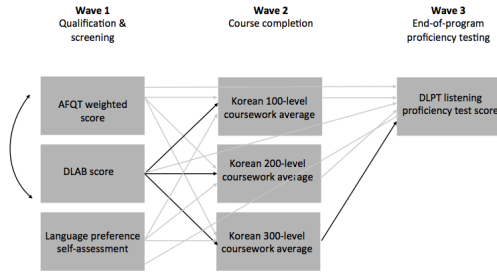 Wave 1
Qualification &
screening
Wave 2
Course completion
Wave 3
End-of-program
proficiency testing
AFQT weighted
score
DLAB score
Language preference
self-assessment
Korean 100-level
coursework average
Korean 200-level
coursework average
Korean 300-level
coursework average
DLPT listening
proficiency test score